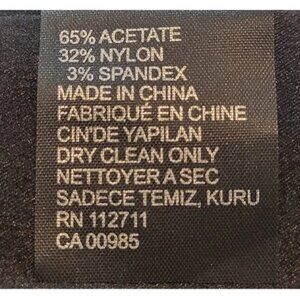 65% ACETATE
32% NYLON
3% SPANDEX
MADE IN CHINA
FABRIQUÉ EN CHINE
CIN'DE YAPILAN
DRY CLEAN ONLY
NETTOYER A SEC
SADECE TEMIZ, KURU
RN 112711
CA 00985